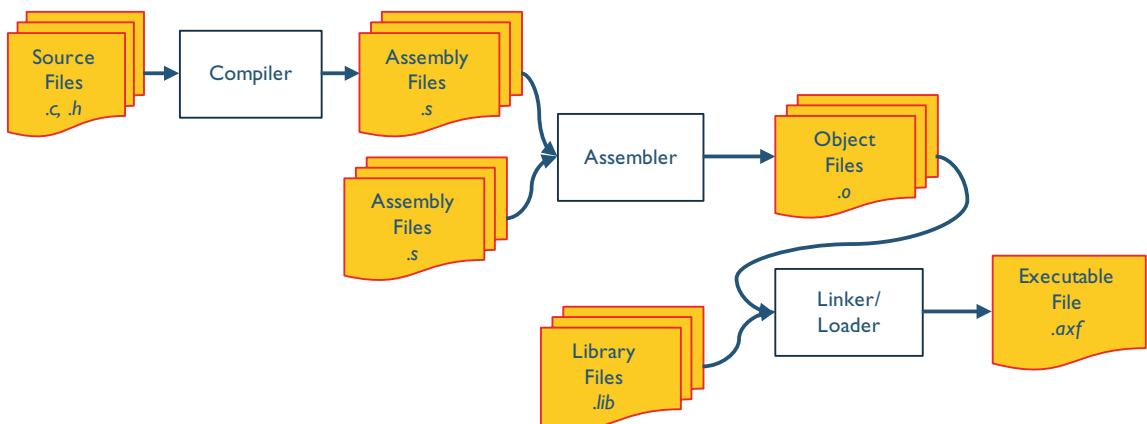 Source
Files
.c, .h
Compiler
Assembly
Files
.s
Assembly
Files
.s
Assembler
Object
Files
.o
Library
Files
.lib
Linker/
Loader
Executable
File
.axf